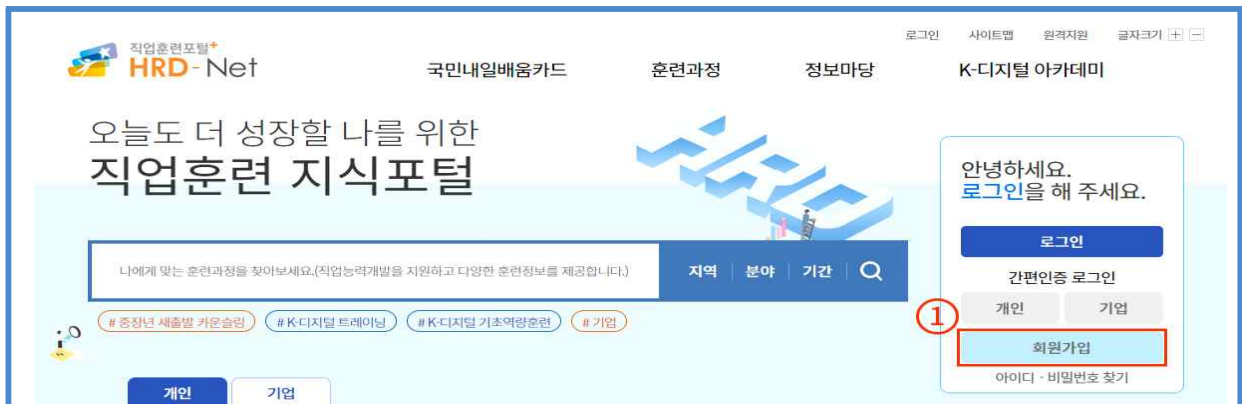 로그인 사이트맵 원격지원 글자크기 + −
직업훈련포털+
HRD-Net
국민내일배움카드 훈련과정 정보마당 K-디지털 아카데미
오늘도 더 성장할 나를 위한
직업훈련 지식포털
HRD
안녕하세요.
로그인을 해 주세요.
로그인
나에게 맞는 훈련과정을 찾아보세요.(직업능력개발을 지원하고 다양한 훈련정보를 제공합니다.)
지역 분야 기간
간편인증 로그인
개인 기업
# 중장년 새출발 카운슬링 # K-디지털 트레이닝 # K-디지털 기초역량훈련 # 기업
①
회원가입
아이디 · 비밀번호 찾기
개인 기업